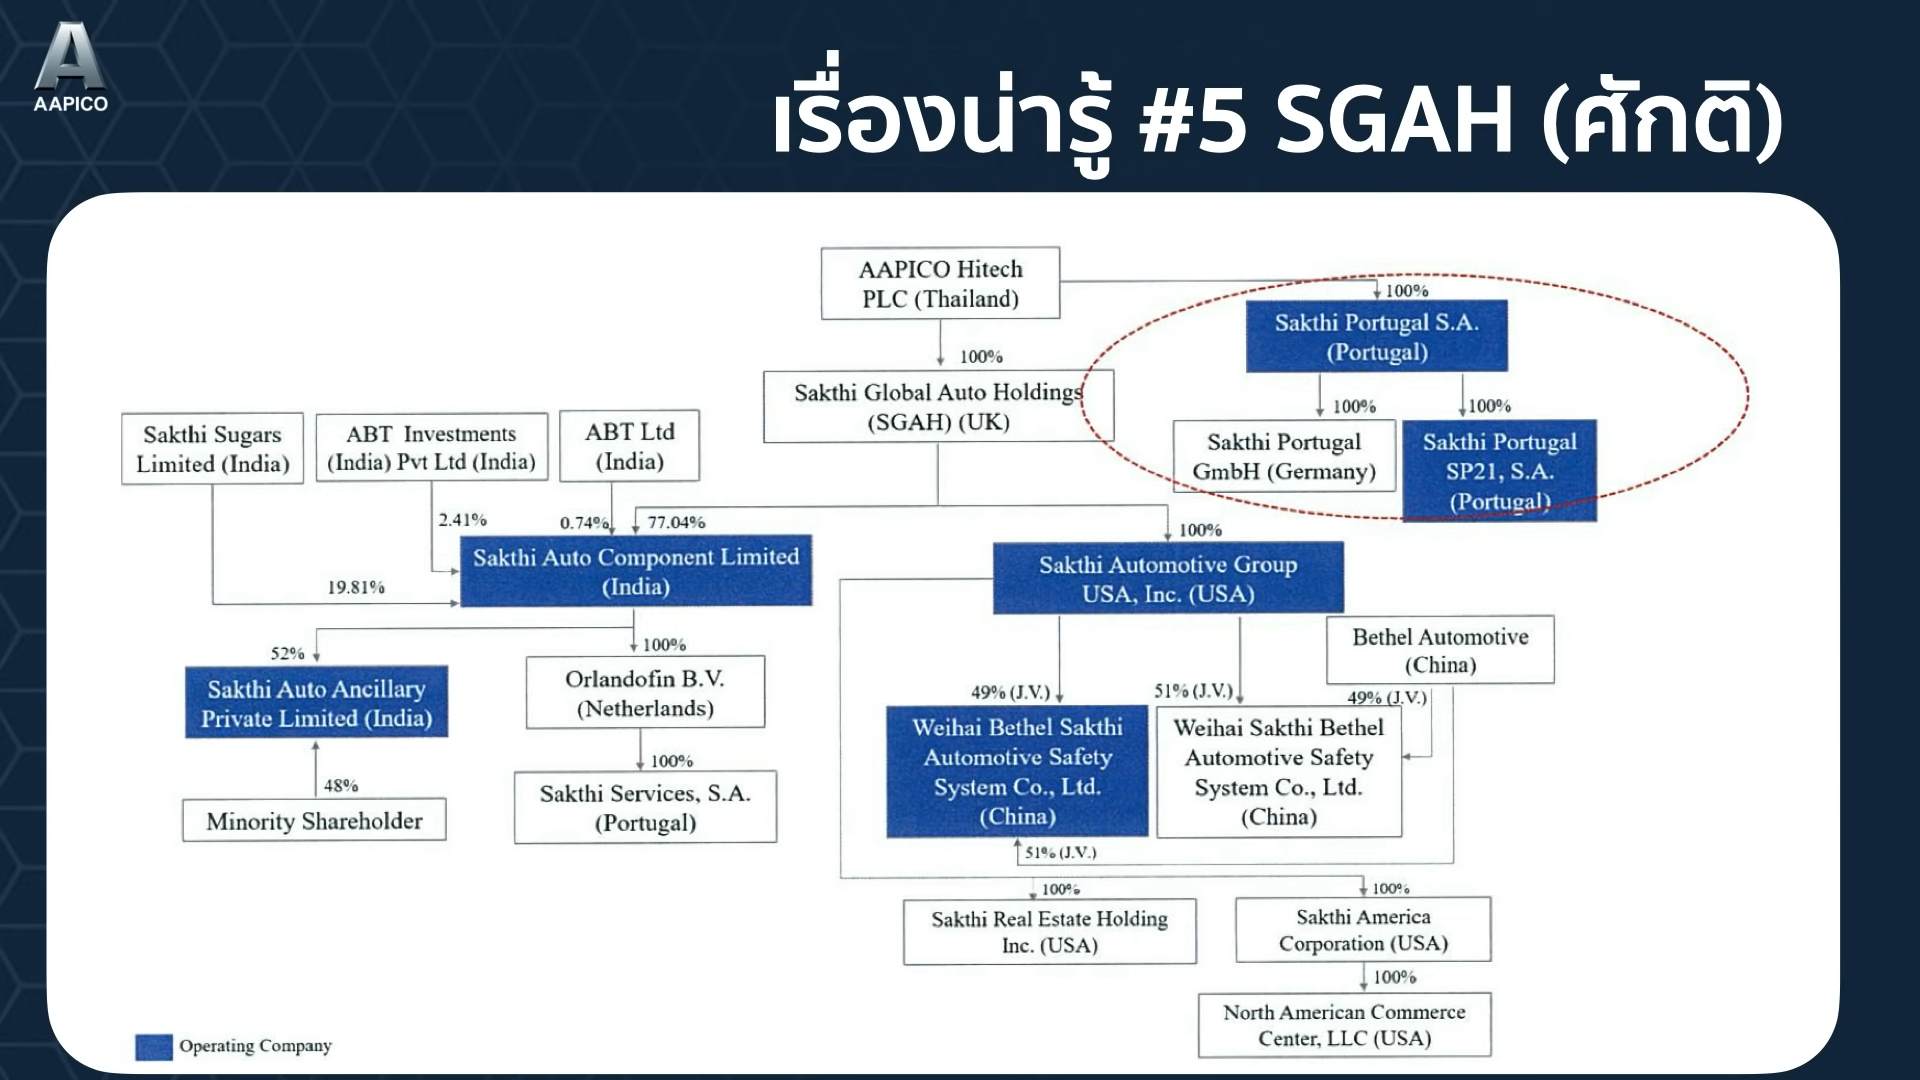 AAPICO
เรื่องน่ารู้ #5 SGAH (ศักติ)
AAPICO Hitech
PLC (Thailand)
100%
Sakthi Portugal S.A.
(Portugal)
100%
Sakthi Global Auto Holdings
(SGAH) (UK)
100%
100%
Sakthi Portugal
GmbH (Germany)
Sakthi Portugal
SP21, S.A.
(Portugal)
Sakthi Sugars
Limited (India)
ABT Investments
(India) Pvt Ltd (India)
ABT Ltd
(India)
2.41%
0.74%
77.04%
100%
Sakthi Auto Component Limited
(India)
19.81%
Sakthi Automotive Group
USA, Inc. (USA)
Bethel Automotive
(China)
52%
100%
Sakthi Auto Ancillary
Private Limited (India)
Orlandofin B.V.
(Netherlands)
49% (J.V.)
51% (J.V.)
49% (J.V.)
Weihai Bethel Sakthi
Automotive Safety
System Co., Ltd.
(China)
Weihai Sakthi Bethel
Automotive Safety
System Co., Ltd.
(China)
48%
Minority Shareholder
100%
Sakthi Services, S.A.
(Portugal)
51% (J.V.)
100%
100%
Sakthi Real Estate Holding
Inc. (USA)
Sakthi America
Corporation (USA)
100%
North American Commerce
Center, LLC (USA)
Operating Company